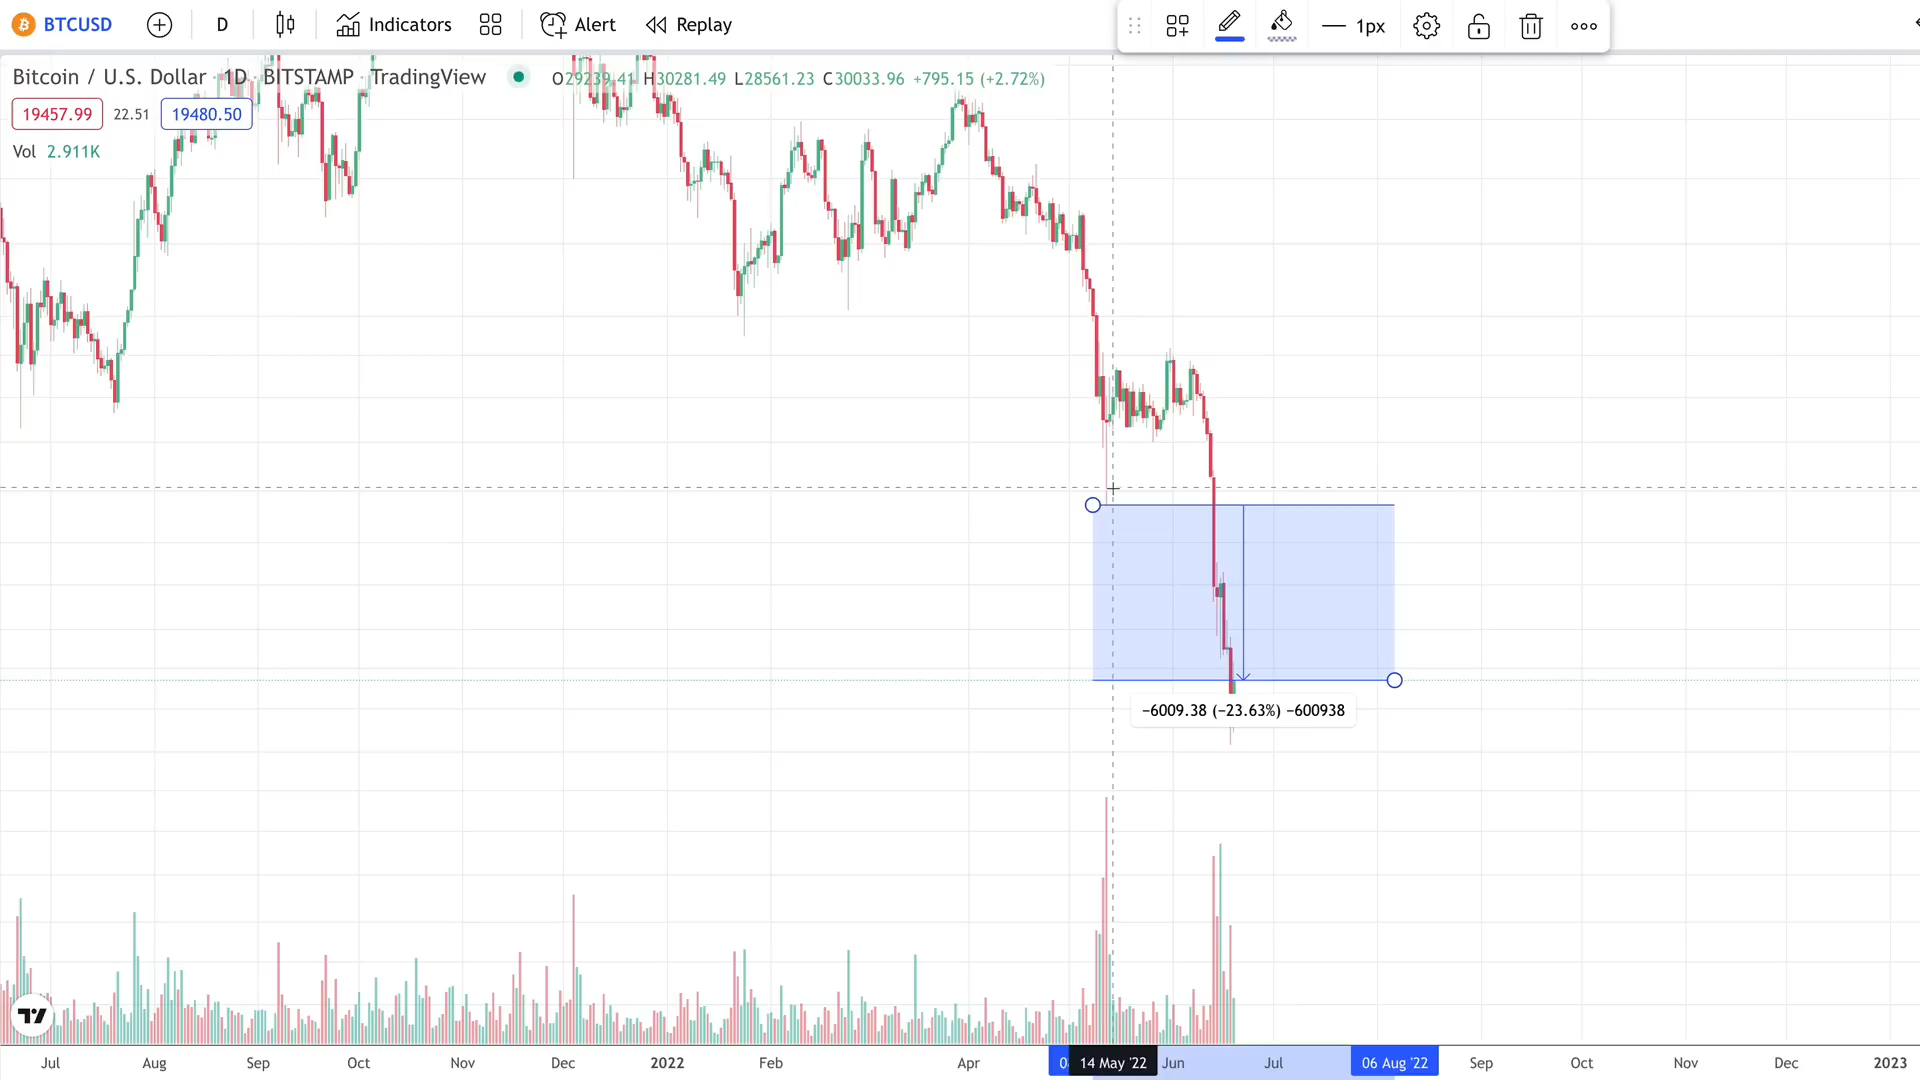 BTCUSD D Indicators Alert Replay 1px
Bitcoin / U.S. Dollar · 1D · BITSTAMP · TradingView O29239.41 H30281.49 L28561.23 C30033.96 +795.15 (+2.72%)
19457.99 22.51 19480.50
Vol 2.911K
−6009.38 (−23.63%) −600938
Jul Aug Sep Oct Nov Dec 2022 Feb Apr 14 May '22 Jun Jul 06 Aug '22 Sep Oct Nov Dec 2023